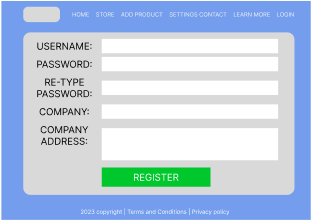 HOME STORE ADD PRODUCT SETTINGS CONTACT LEARN MORE LOGIN
USERNAME:
PASSWORD:
RE-TYPE
PASSWORD:
COMPANY:
COMPANY
ADDRESS:
REGISTER
2023 copyright | Terms and Conditions | Privacy policy